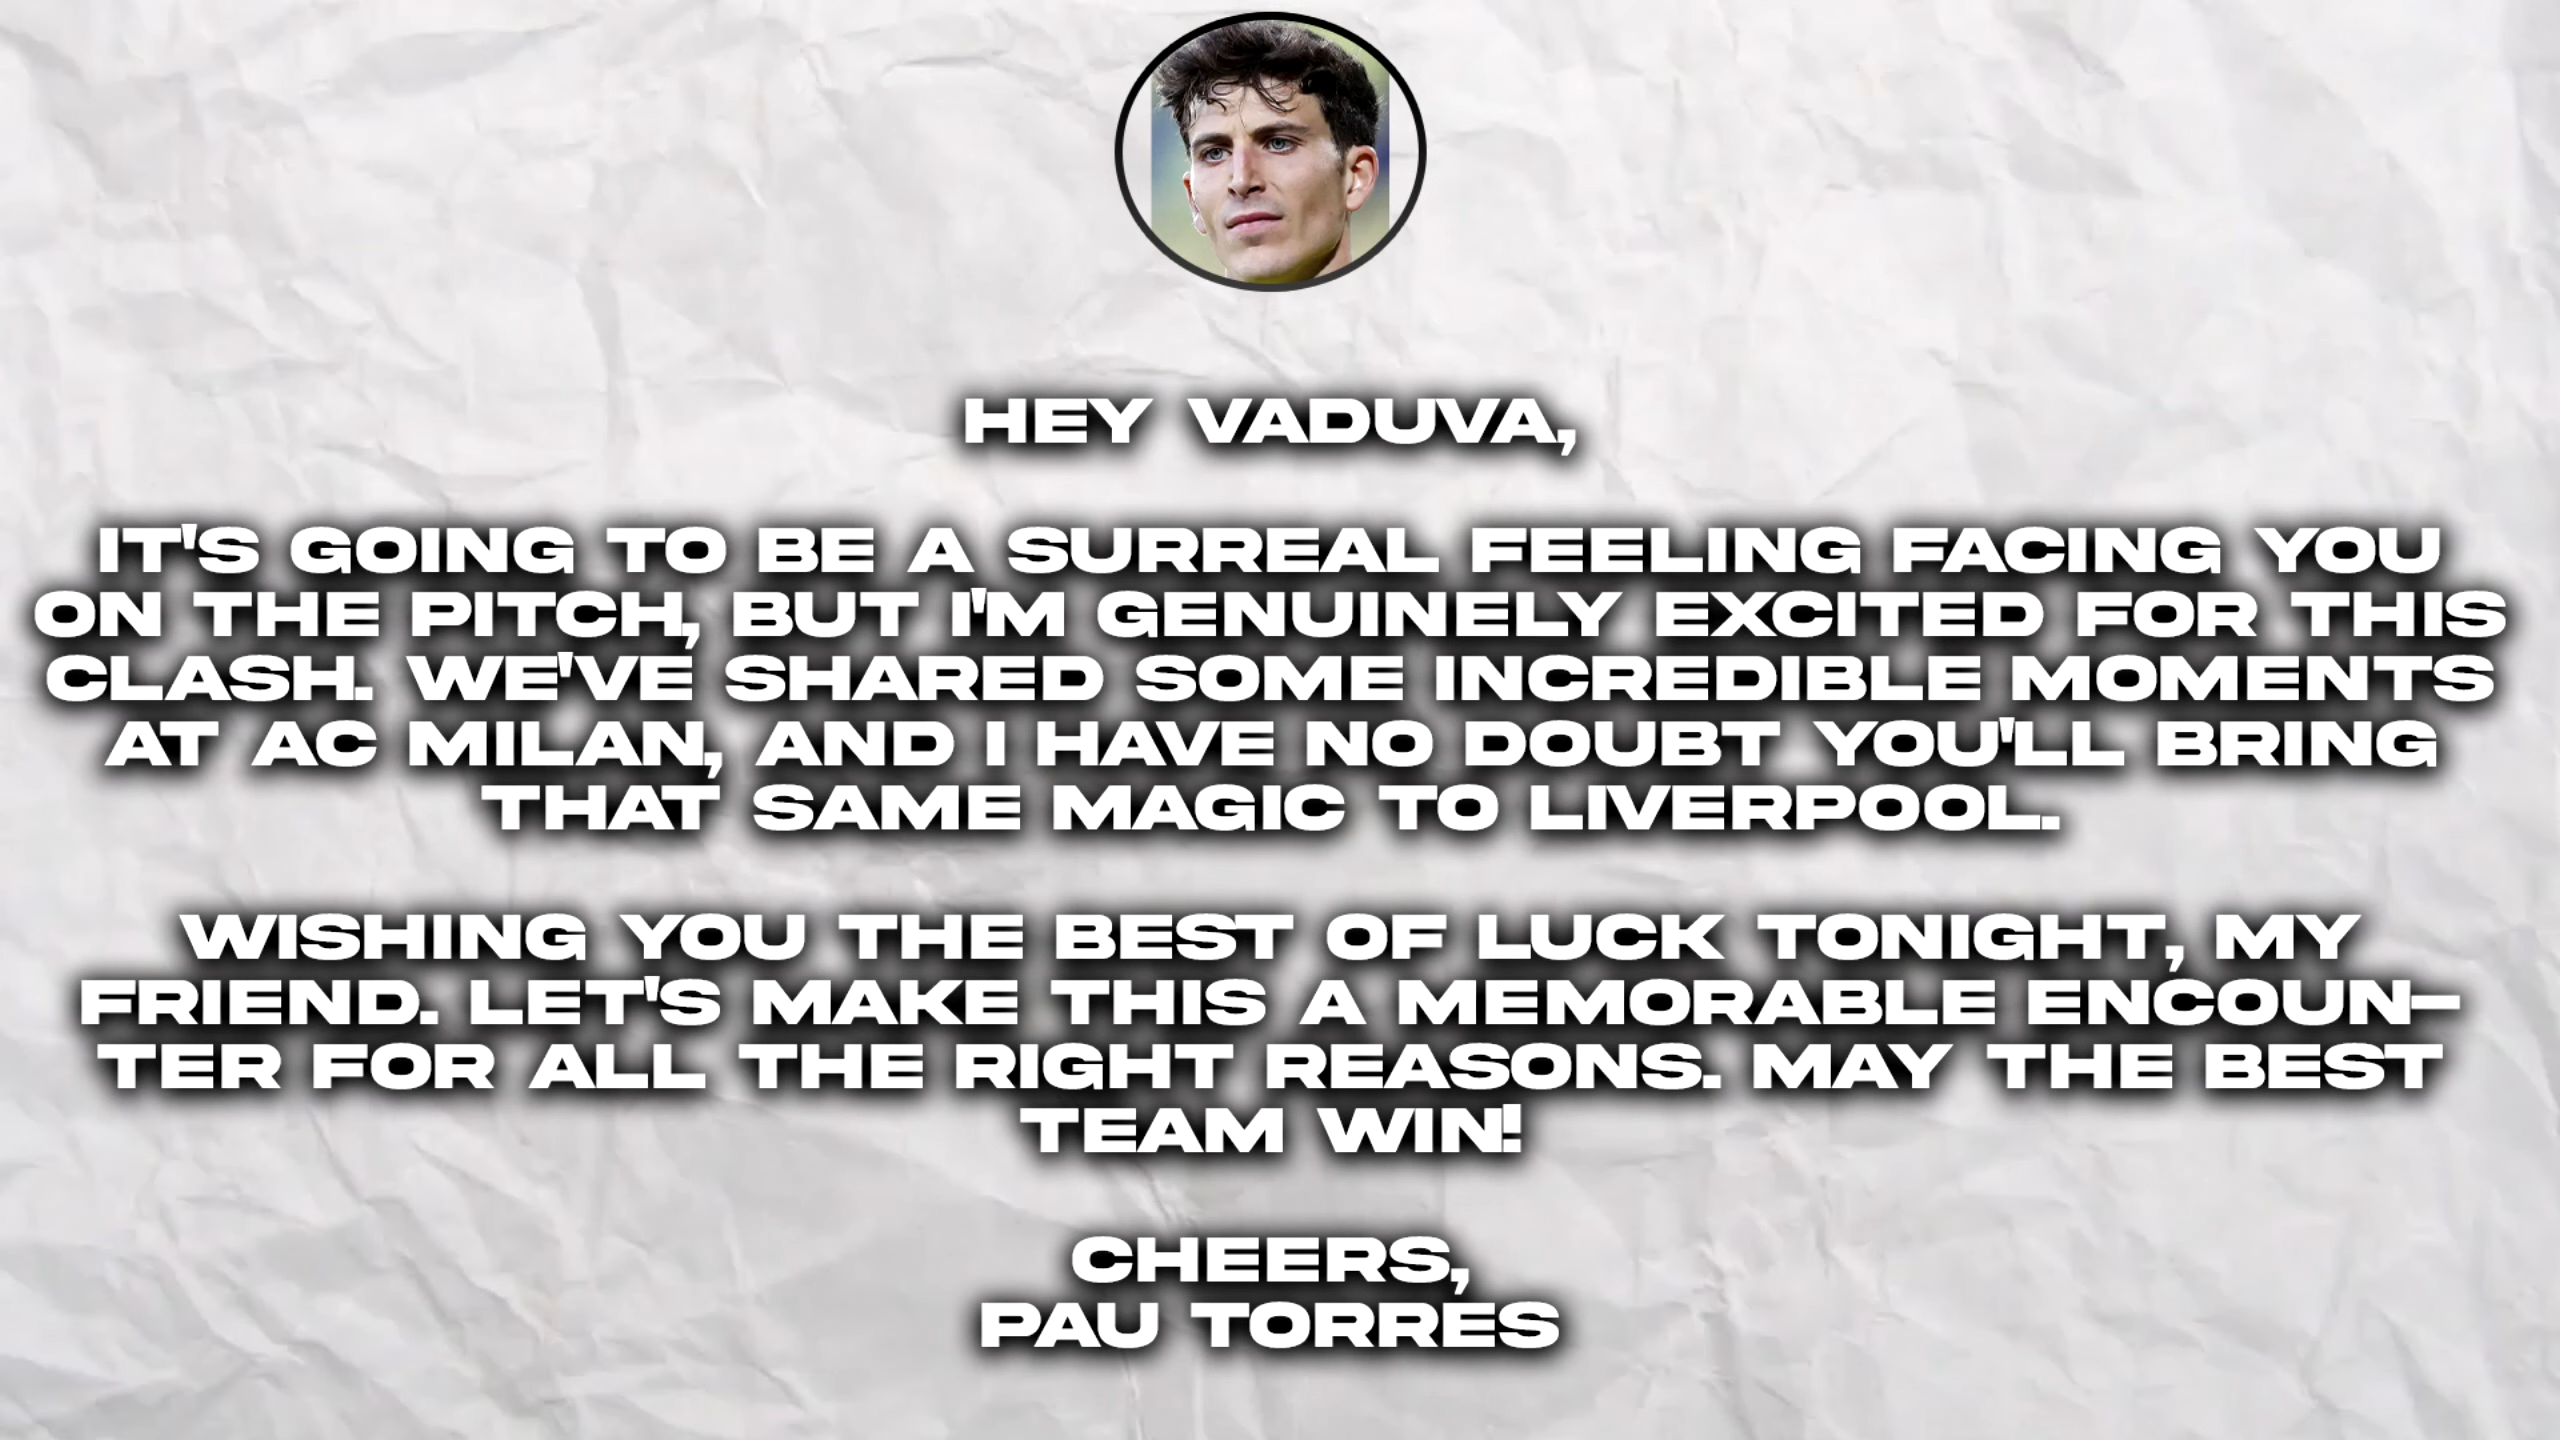 HEY VADUVA,
IT'S GOING TO BE A SURREAL FEELING FACING YOU
ON THE PITCH, BUT I'M GENUINELY EXCITED FOR THIS
CLASH. WE'VE SHARED SOME INCREDIBLE MOMENTS
AT AC MILAN, AND I HAVE NO DOUBT YOU'LL BRING
THAT SAME MAGIC TO LIVERPOOL.
WISHING YOU THE BEST OF LUCK TONIGHT, MY
FRIEND. LET'S MAKE THIS A MEMORABLE ENCOUN-
TER FOR ALL THE RIGHT REASONS. MAY THE BEST
TEAM WIN!
CHEERS,
PAU TORRES